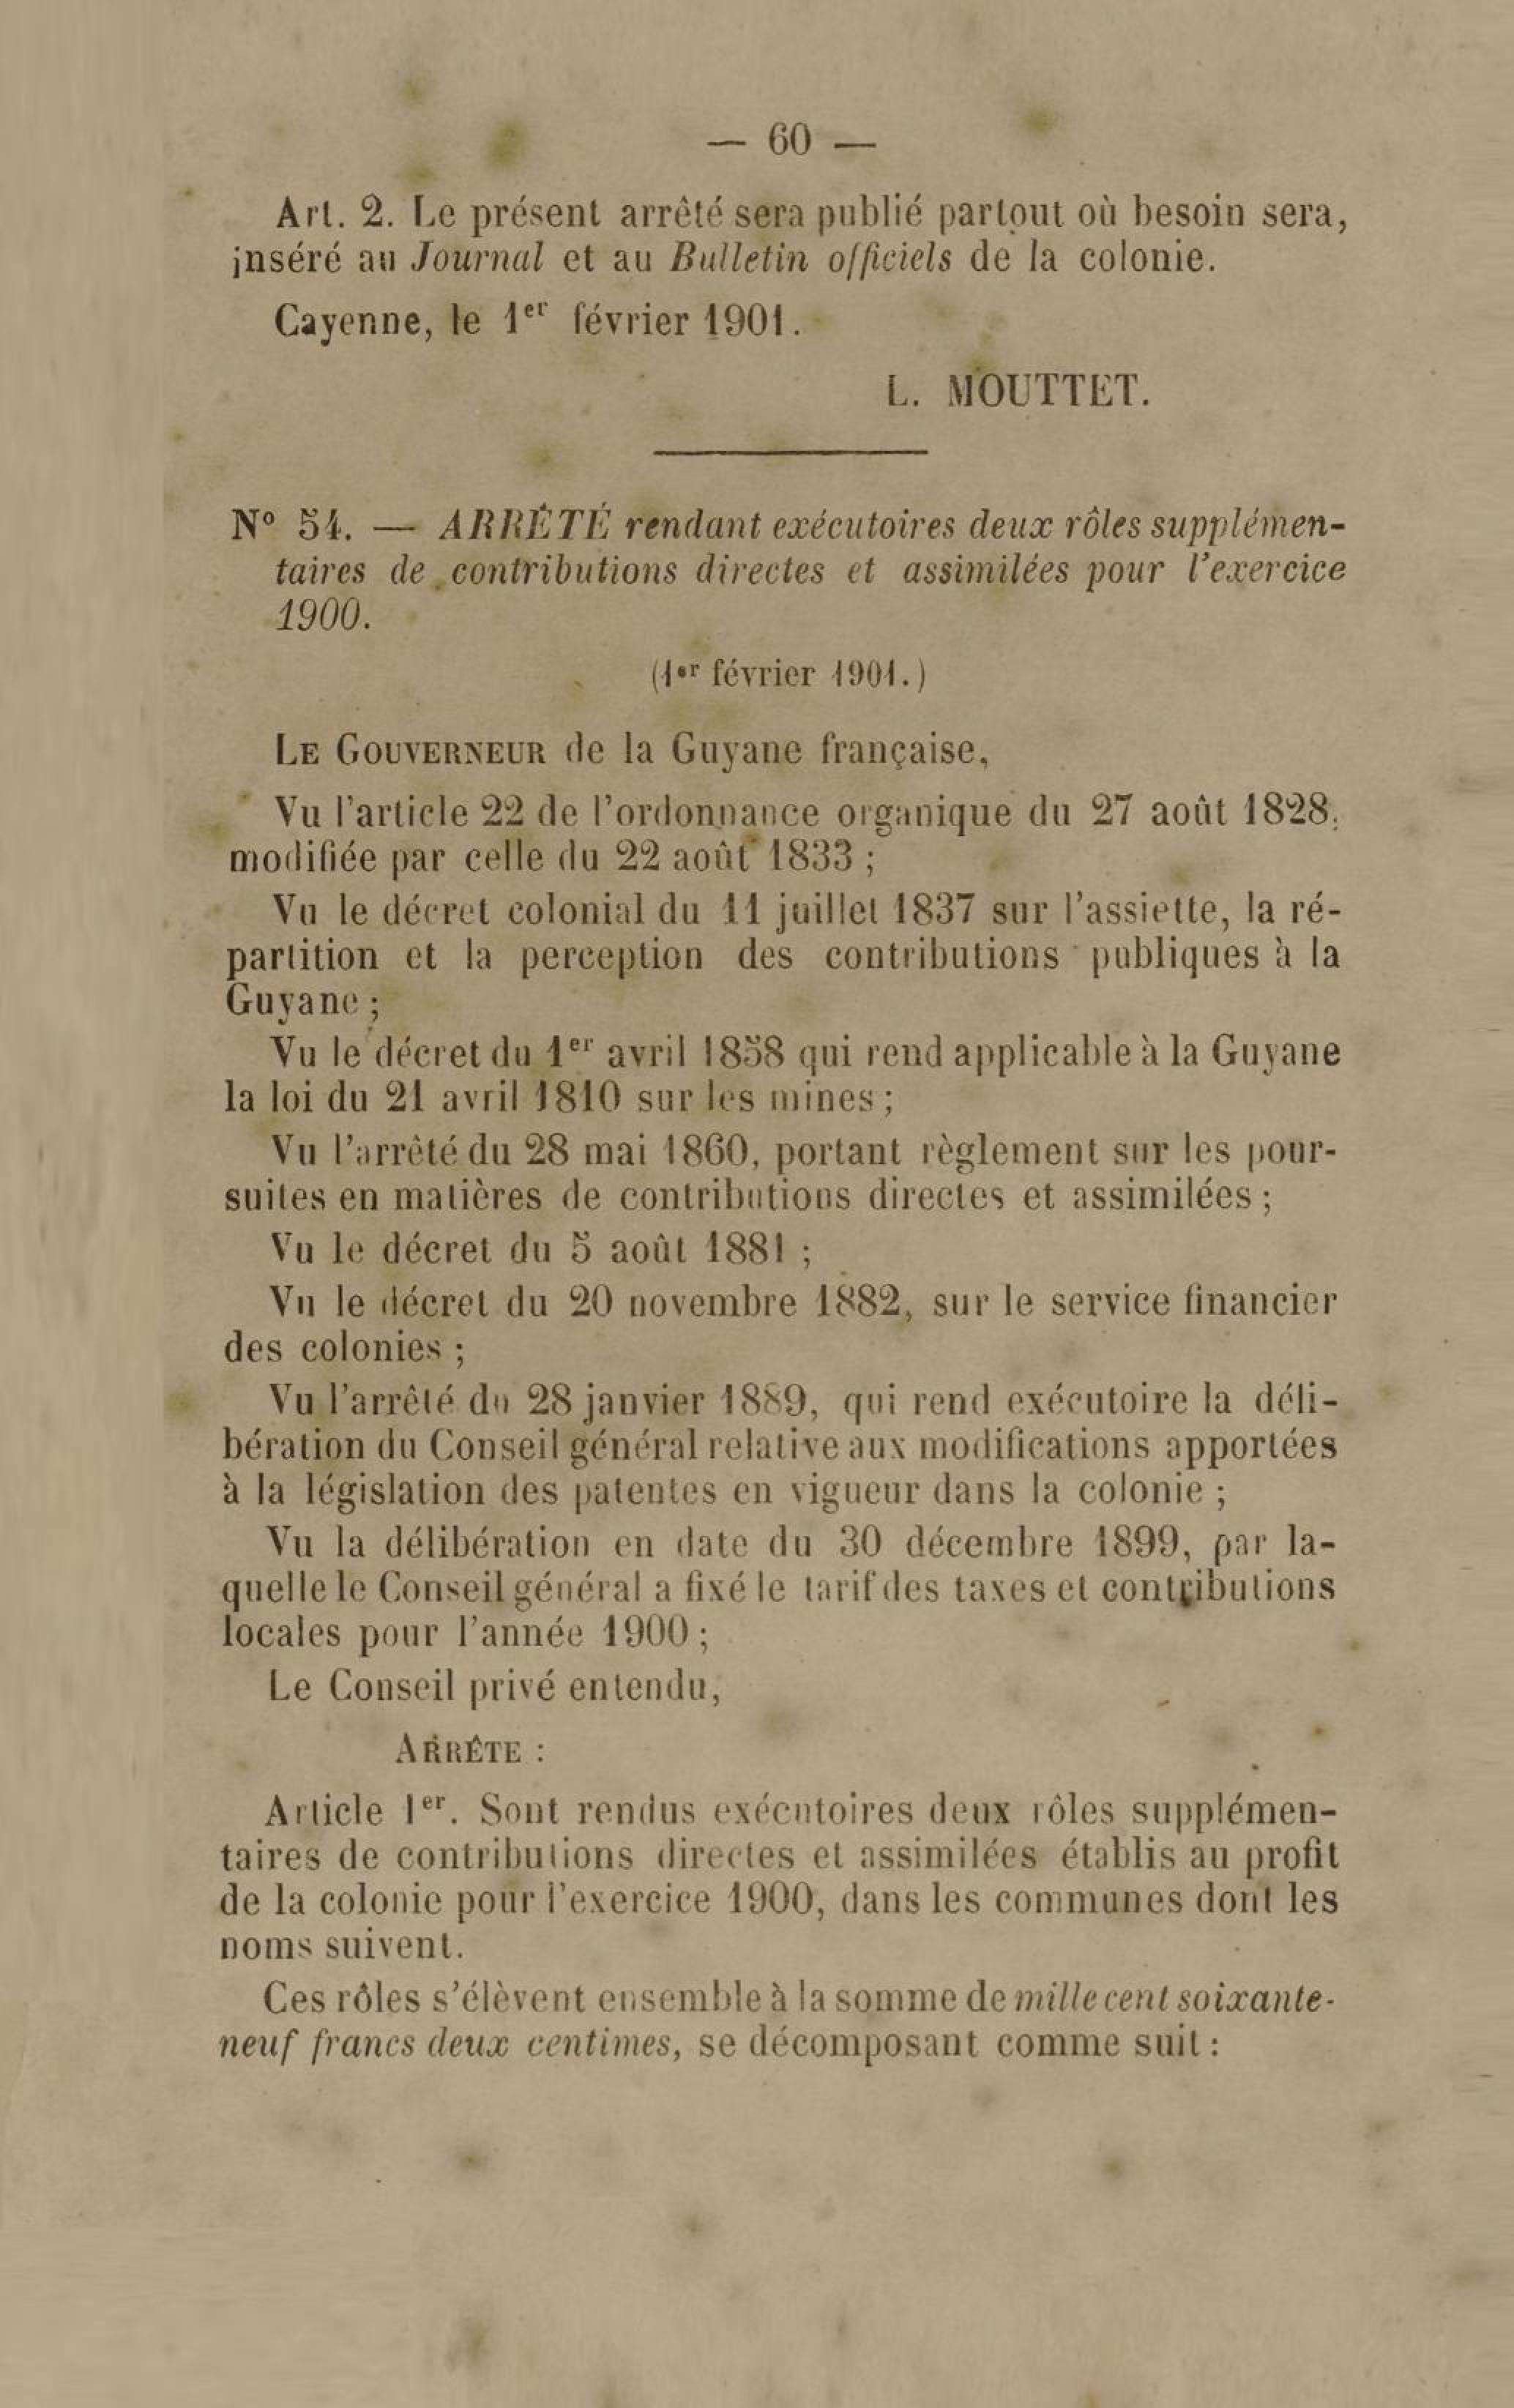 — 60 —
Art. 2. Le présent arrêté sera publié partout où besoin sera,
inséré au Journal et au Bulletin officiels de la colonie.
Cayenne, le 1er février 1901.
L. MOUTTET.
N° 54. — ARRÊTÉ rendant exécutoires deux rôles supplémen-
taires de contributions directes et assimilées pour l'exercice
1900.
(1er février 1901.)
LE GOUVERNEUR de la Guyane française,
Vu l'article 22 de l'ordonnance organique du 27 août 1828,
modifiée par celle du 22 août 1833 ;
Vu le décret colonial du 11 juillet 1837 sur l'assiette, la ré-
partition et la perception des contributions publiques à la
Guyane ;
Vu le décret du 1er avril 1858 qui rend applicable à la Guyane
la loi du 21 avril 1810 sur les mines ;
Vu l'arrêté du 28 mai 1860, portant règlement sur les pour-
suites en matières de contributions directes et assimilées ;
Vu le décret du 5 août 1881 ;
Vu le décret du 20 novembre 1882, sur le service financier
des colonies ;
Vu l'arrêté du 28 janvier 1889, qui rend exécutoire la déli-
bération du Conseil général relative aux modifications apportées
à la législation des patentes en vigueur dans la colonie ;
Vu la délibération en date du 30 décembre 1899, par la-
quelle le Conseil général a fixé le tarif des taxes et contributions
locales pour l'année 1900 ;
Le Conseil privé entendu,
ARRÊTE :
Article 1er. Sont rendus exécutoires deux rôles supplémen-
taires de contributions directes et assimilées établis au profit
de la colonie pour l'exercice 1900, dans les communes dont les
noms suivent.
Ces rôles s'élèvent ensemble à la somme de mille cent soixante-
neuf francs deux centimes, se décomposant comme suit :